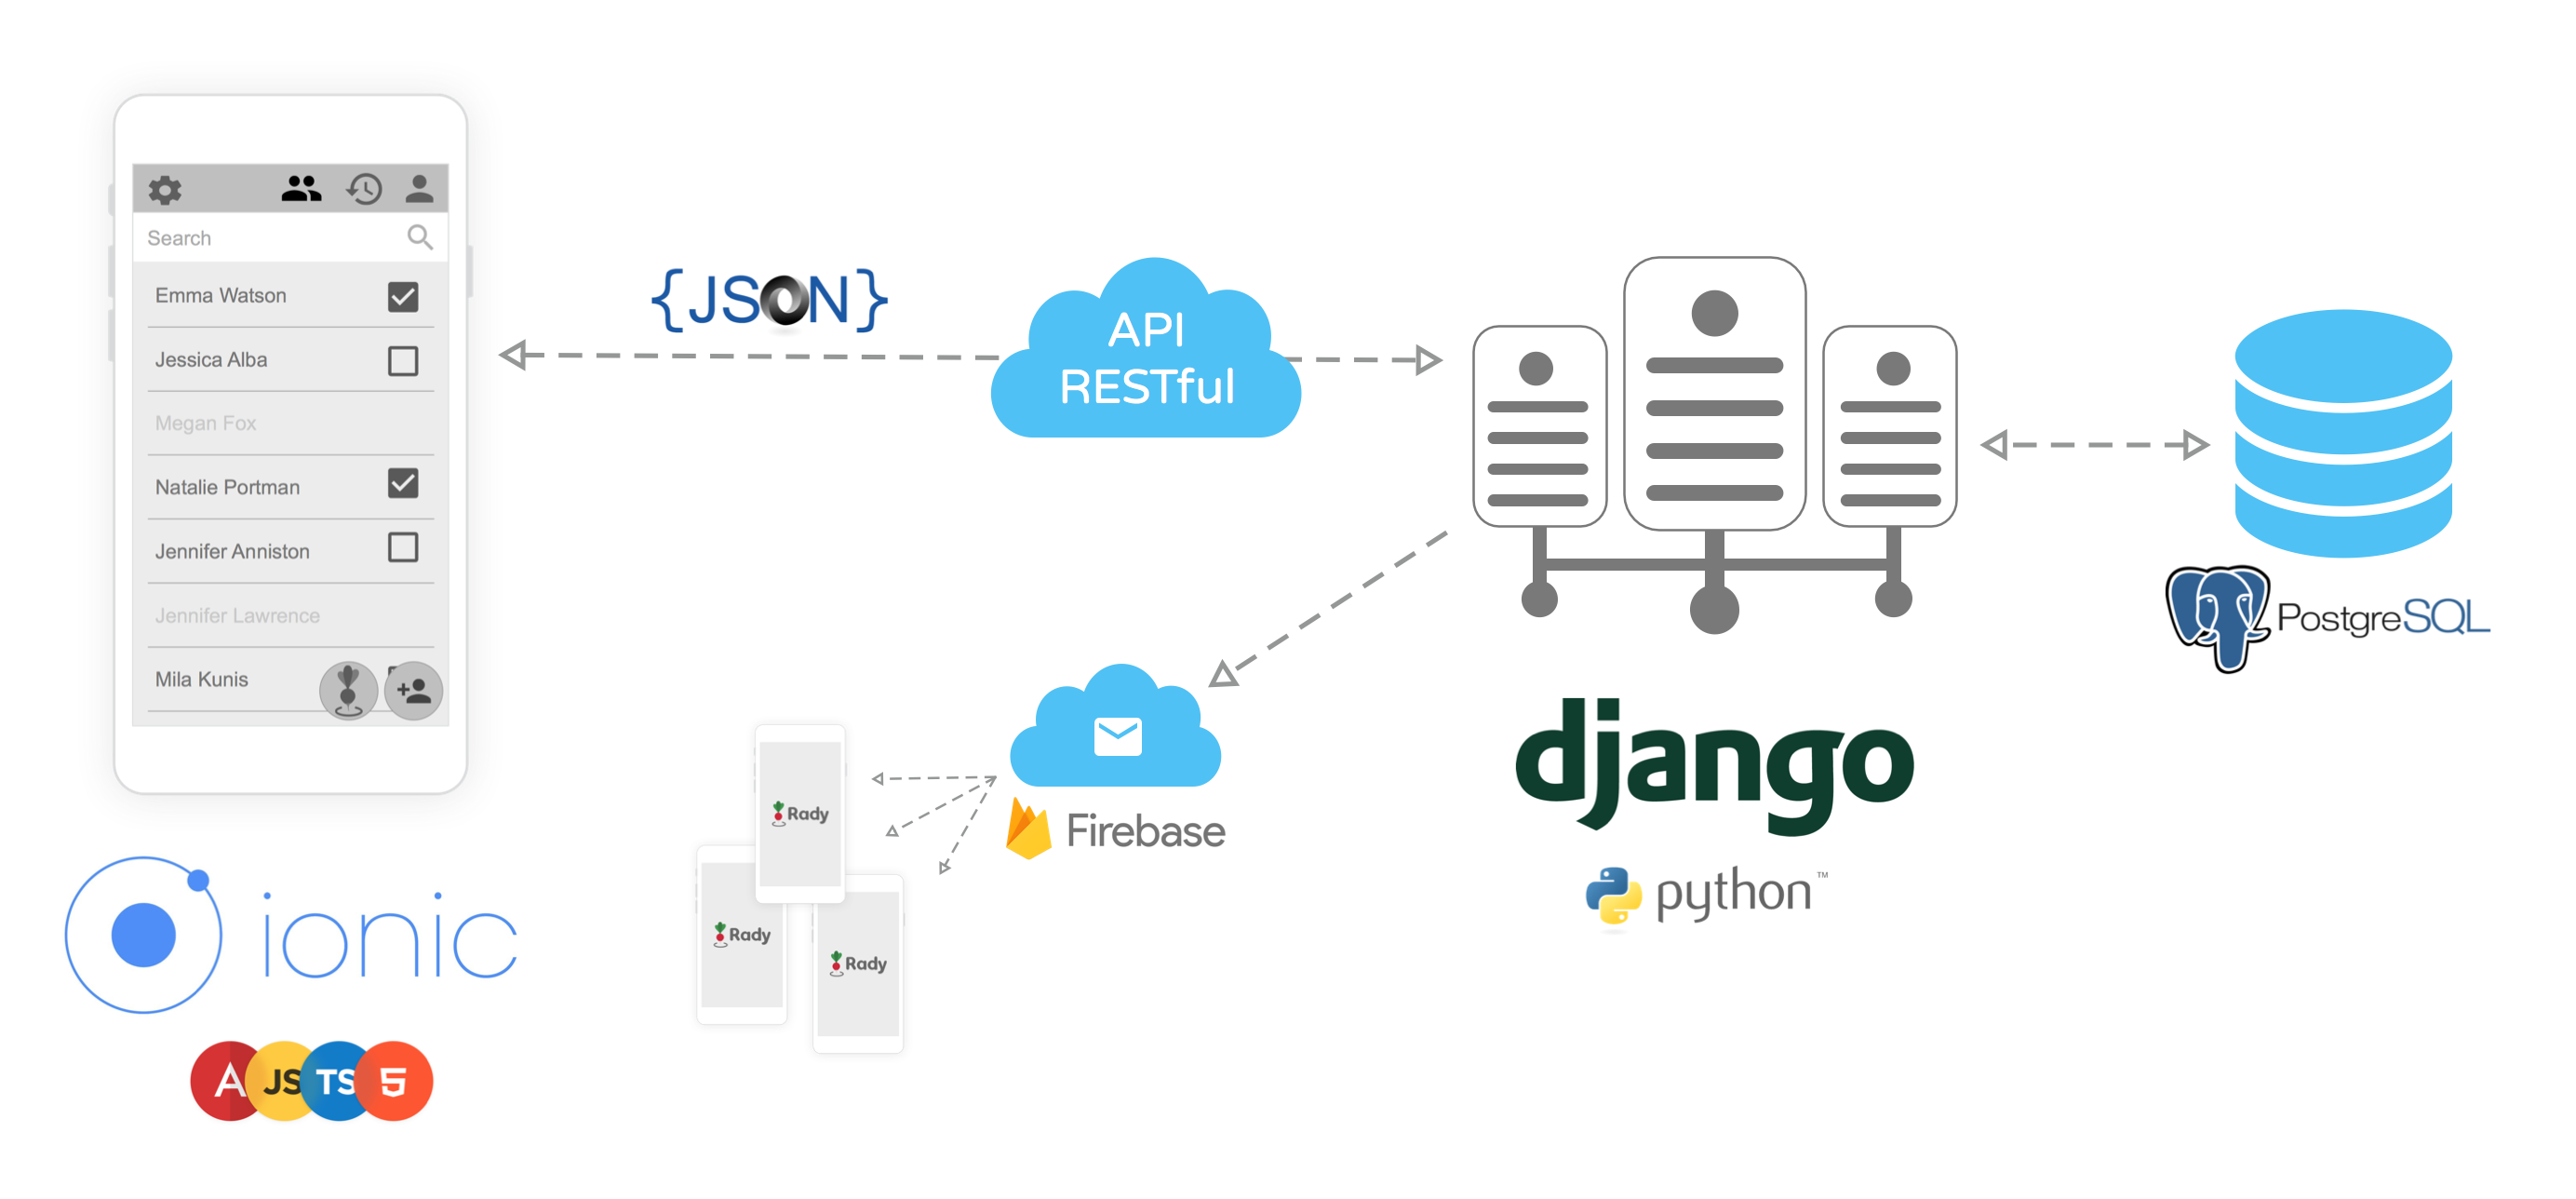 Search
Emma Watson
Jessica Alba
Megan Fox
Natalie Portman
Jennifer Anniston
Jennifer Lawrence
Mila Kunis
ionic
A JS TS 5
{JSON}
API
RESTful
Firebase
Rady
Rady
Rady
django
python™
PostgreSQL